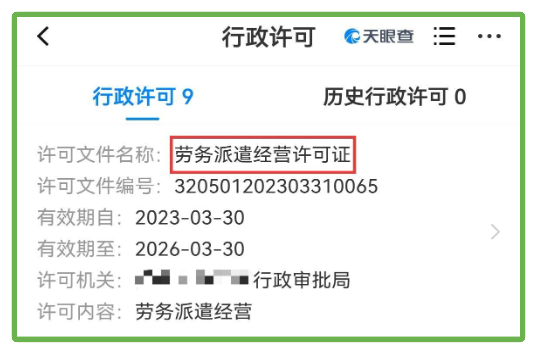 行政许可 天眼查
行政许可 9 历史行政许可 0
许可文件名称: 劳务派遣经营许可证
许可文件编号: 320501202303310065
有效期自: 2023-03-30
有效期至: 2026-03-30
许可机关: 行政审批局
许可内容: 劳务派遣经营